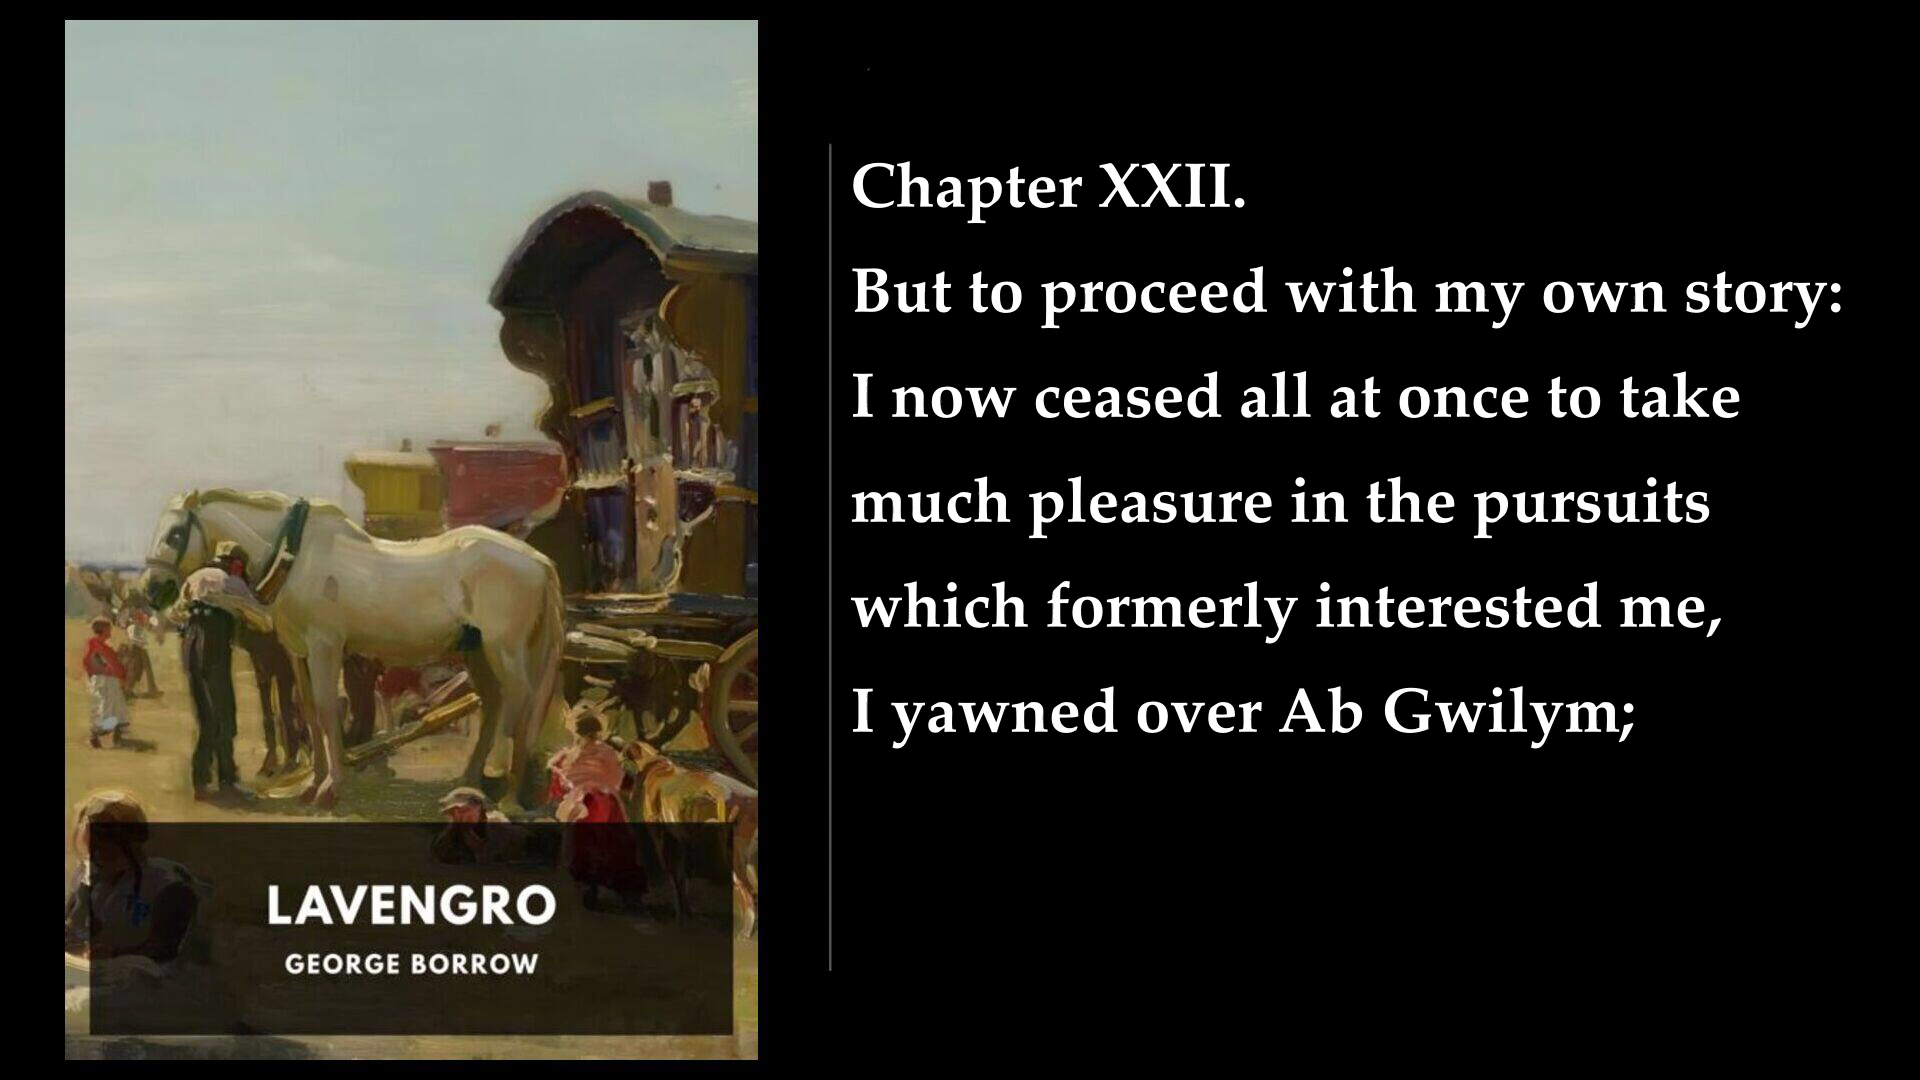 Chapter XXII.
But to proceed with my own story:
I now ceased all at once to take
much pleasure in the pursuits
which formerly interested me,
I yawned over Ab Gwilym;
LAVENGRO
GEORGE BORROW